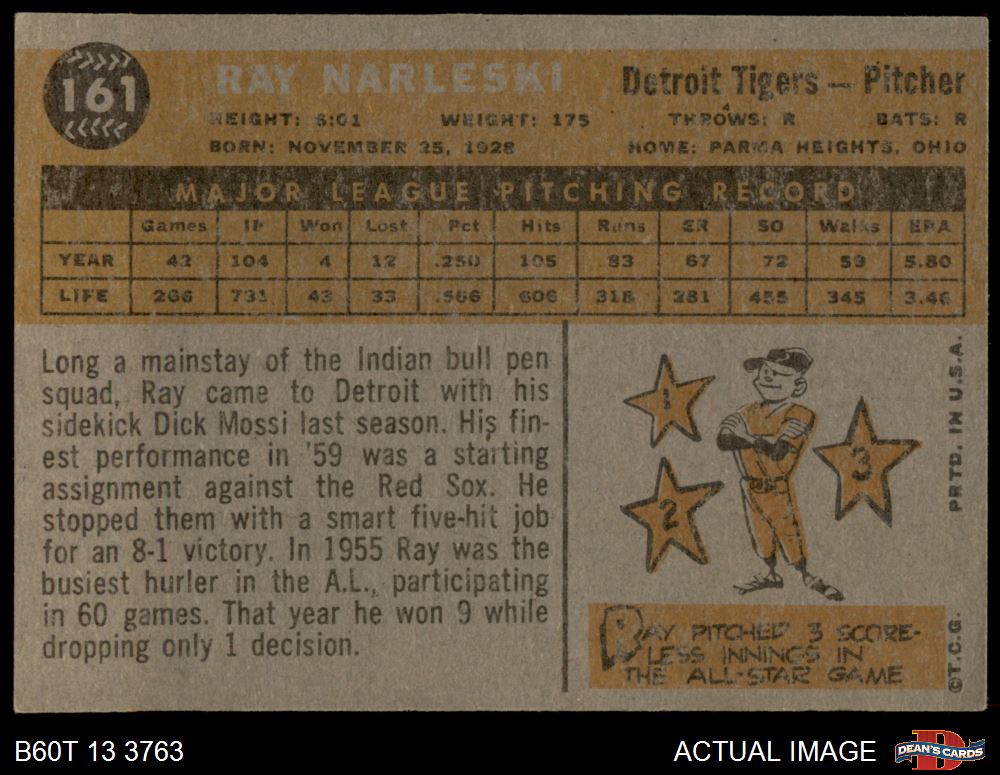 161
RAY NARLESKI
Detroit Tigers — Pitcher
HEIGHT: 6:01 WEIGHT: 175 THROWS: R BATS: R
BORN: NOVEMBER 25, 1928 HOME: PARMA HEIGHTS, OHIO
MAJOR LEAGUE PITCHING RECORD
Games IP Won Lost Pct Hits Runs ER SO Walks ERA
YEAR 42 104 4 12 .250 105 83 67 72 59 5.80
LIFE 266 731 43 33 .566 606 318 281 455 345 3.46
Long a mainstay of the Indian bull pen
squad, Ray came to Detroit with his
sidekick Dick Mossi last season. His fin-
est performance in '59 was a starting
assignment against the Red Sox. He
stopped them with a smart five-hit job
for an 8-1 victory. In 1955 Ray was the
busiest hurler in the A.L., participating
in 60 games. That year he won 9 while
dropping only 1 decision.
1
2
3
RAY PITCHED 3 SCORE-
LESS INNINGS IN
THE ALL-STAR GAME
©T.C.G. PRTD. IN U.S.A.
B60T 13 3763
ACTUAL IMAGE
DEAN'S CARDS